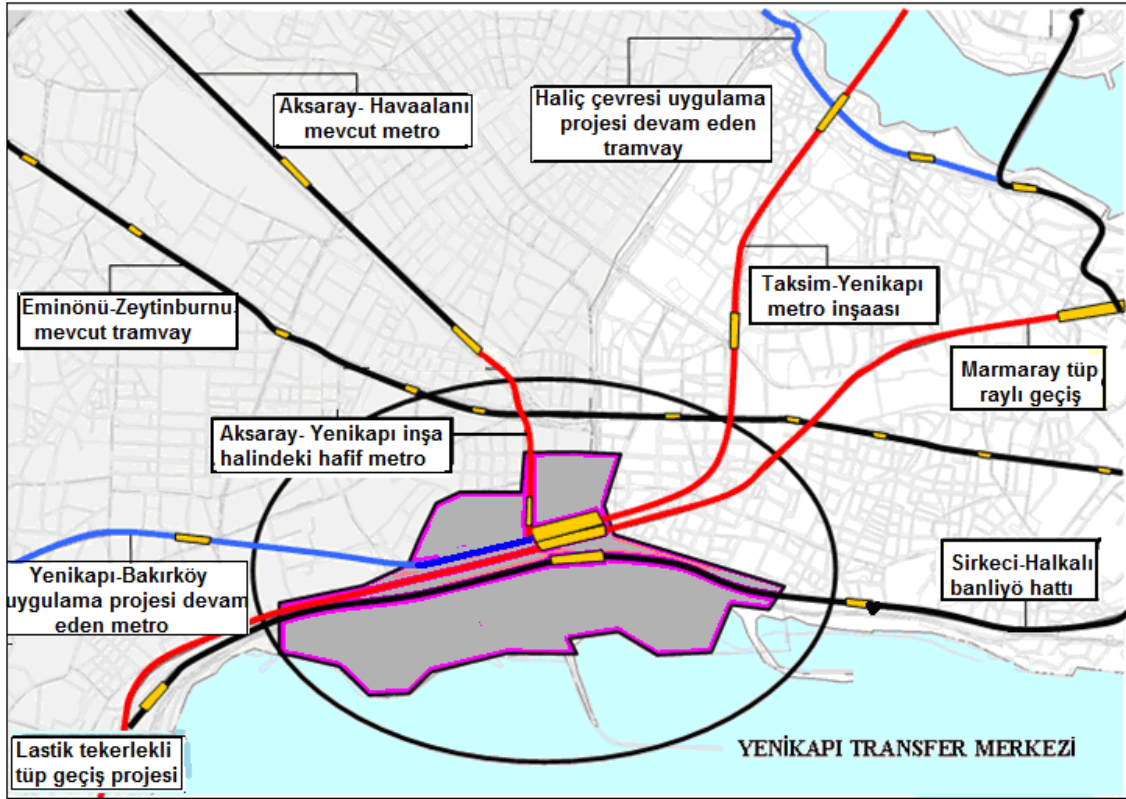 Aksaray- Havaalanı
mevcut metro
Haliç çevresi uygulama
projesi devam eden
tramvay
Eminönü-Zeytinburnu
mevcut tramvay
Taksim-Yenikapı
metro inşaası
Marmaray tüp
raylı geçiş
Aksaray- Yenikapı inşa
halindeki hafif metro
Yenikapı-Bakırköy
uygulama projesi devam
eden metro
Sirkeci-Halkalı
banliyö hattı
Lastik tekerlekli
tüp geçiş projesi
YENİKAPI TRANSFER MERKEZİ